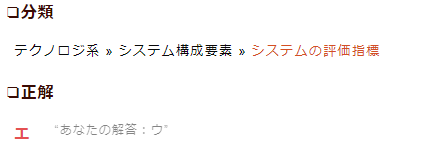 ❏分類
テクノロジ系 » システム構成要素 » システムの評価指標
❏正解
エ “あなたの解答：ウ”